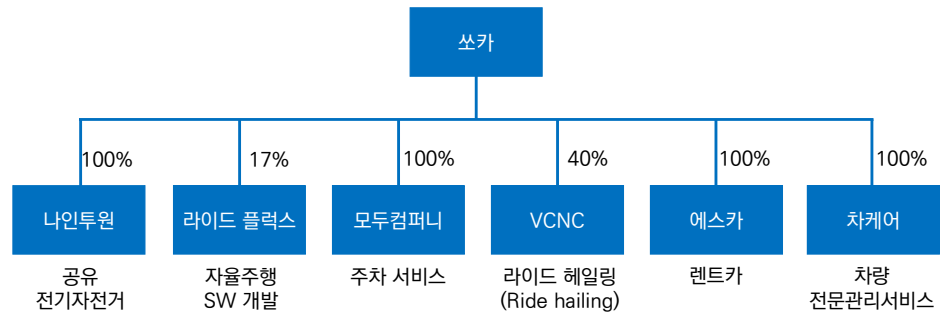 쏘카
100%
17%
100%
40%
100%
100%
나인투원
라이드 플럭스
모두컴퍼니
VCNC
에스카
차케어
공유
전기자전거
자율주행
SW 개발
주차 서비스
라이드 헤일링
(Ride hailing)
렌트카
차량
전문관리서비스